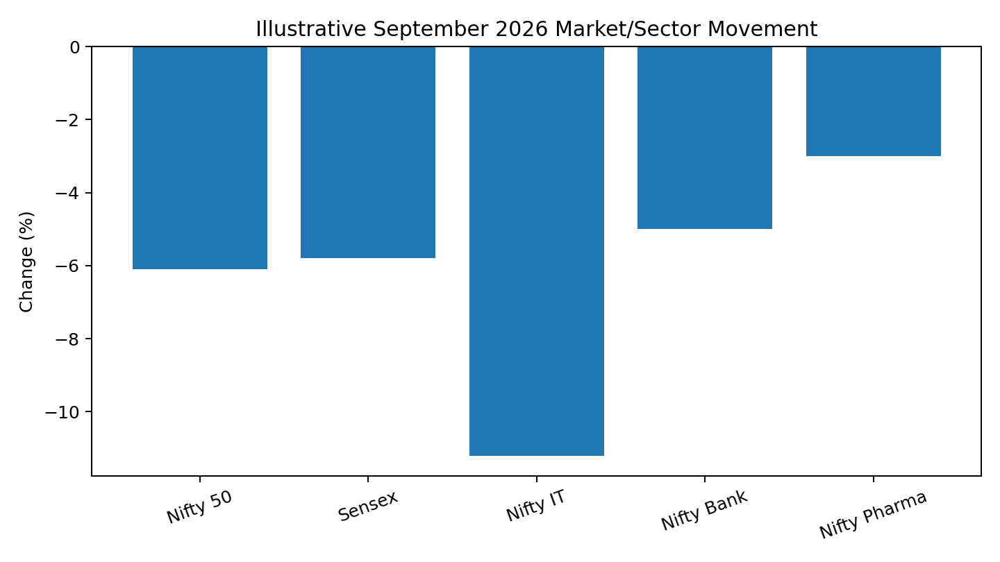 Illustrative September 2026 Market/Sector Movement
Change (%)
0
−2
−4
−6
−8
−10
Nifty 50
Sensex
Nifty IT
Nifty Bank
Nifty Pharma